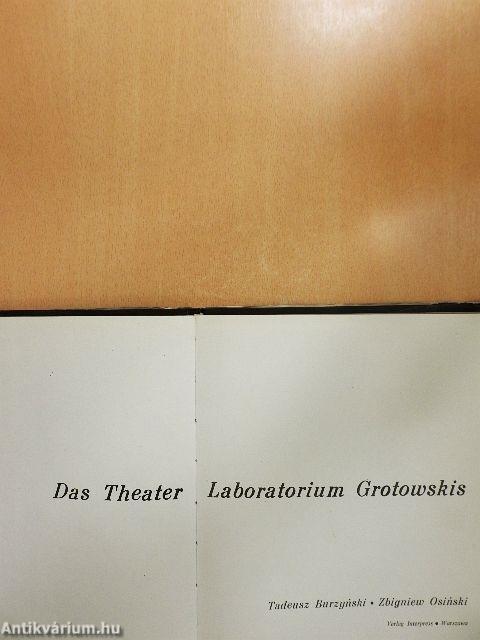 Das Theater Laboratorium Grotowskis
Tadeusz Burzyński • Zbigniew Osiński
Verlag Interpress • Warszawa
Antikvárium.hu